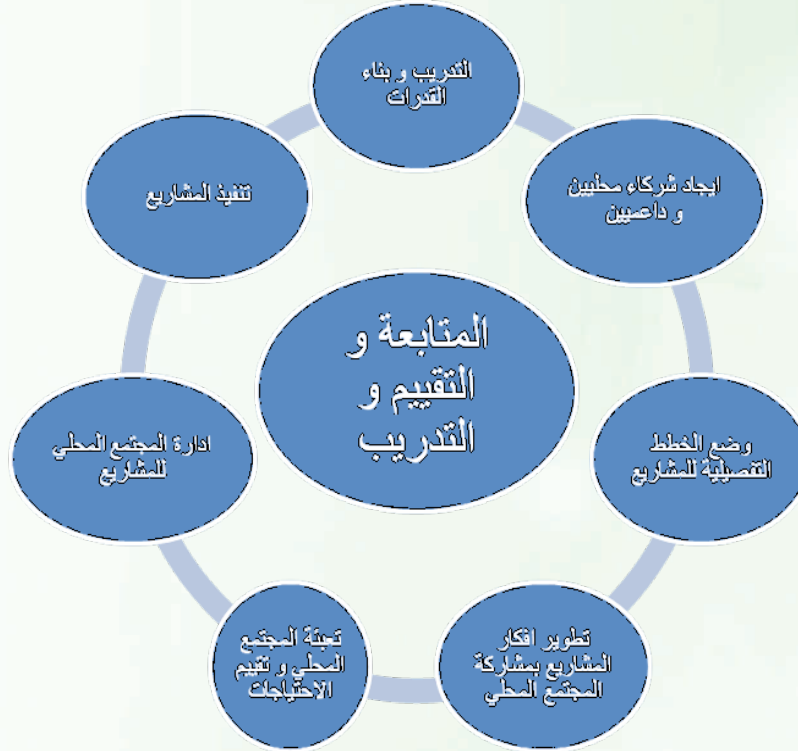 التدريب و بناء
القدرات
ايجاد شركاء محليين
و داعميين
وضع الخطط
التفصيلية للمشاريع
تطوير افكار
المشاريع بمشاركة
المجتمع المحلي
تعبئة المجتمع
المحلي و تقييم
الاحتياجات
ادارة المجتمع المحلي
للمشاريع
تنفيذ المشاريع
المتابعة و
التقييم و
التدريب